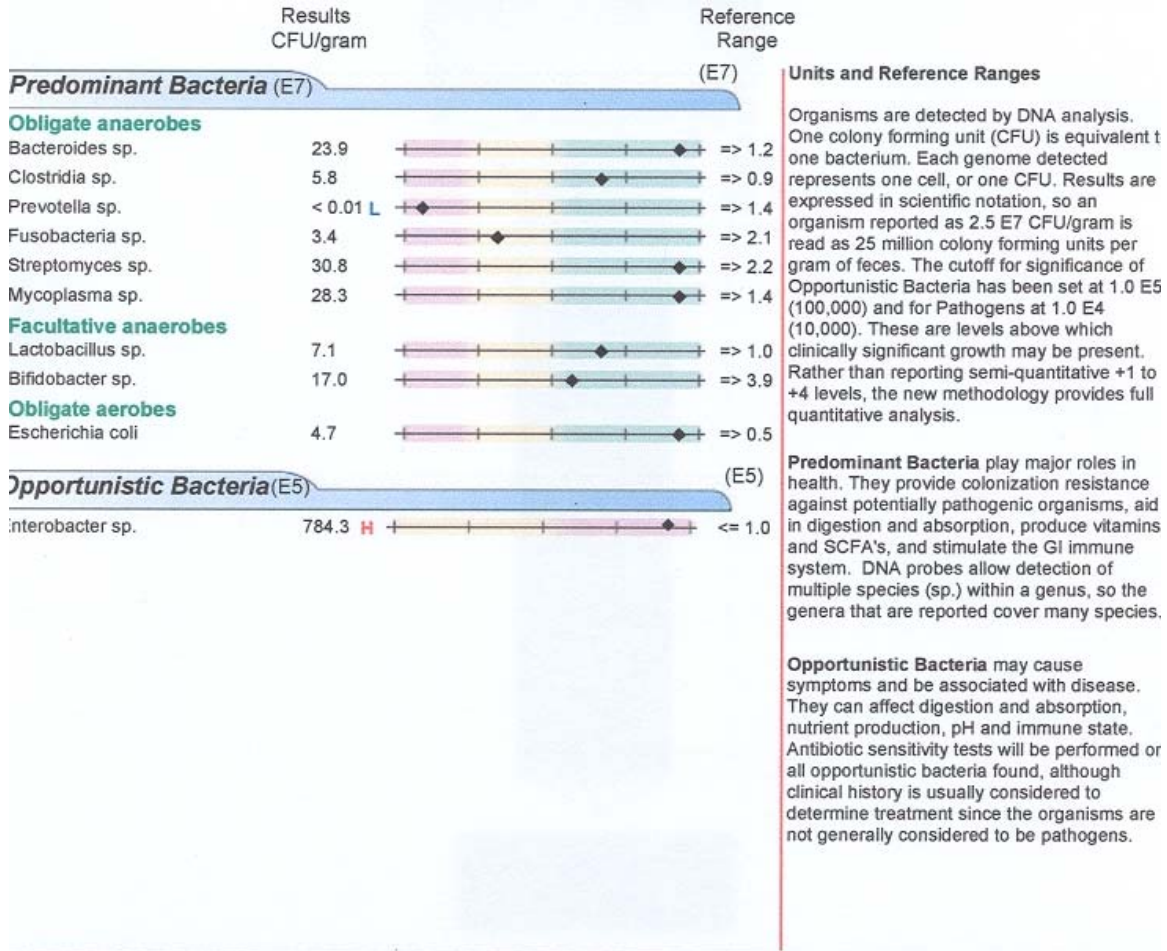 Results
CFU/gram
Reference
Range
Predominant Bacteria (E7)
(E7)
Obligate anaerobes
Bacteroides sp. 23.9 => 1.2
Clostridia sp. 5.8 => 0.9
Prevotella sp. < 0.01 L => 1.4
Fusobacteria sp. 3.4 => 2.1
Streptomyces sp. 30.8 => 2.2
Mycoplasma sp. 28.3 => 1.4
Facultative anaerobes
Lactobacillus sp. 7.1 => 1.0
Bifidobacter sp. 17.0 => 3.9
Obligate aerobes
Escherichia coli 4.7 => 0.5
Opportunistic Bacteria(E5)
(E5)
Enterobacter sp. 784.3 H <= 1.0
Units and Reference Ranges
Organisms are detected by DNA analysis.
One colony forming unit (CFU) is equivalent t
one bacterium. Each genome detected
represents one cell, or one CFU. Results are
expressed in scientific notation, so an
organism reported as 2.5 E7 CFU/gram is
read as 25 million colony forming units per
gram of feces. The cutoff for significance of
Opportunistic Bacteria has been set at 1.0 E5
(100,000) and for Pathogens at 1.0 E4
(10,000). These are levels above which
clinically significant growth may be present.
Rather than reporting semi-quantitative +1 to
+4 levels, the new methodology provides full
quantitative analysis.
Predominant Bacteria play major roles in
health. They provide colonization resistance
against potentially pathogenic organisms, aid
in digestion and absorption, produce vitamins
and SCFA's, and stimulate the GI immune
system. DNA probes allow detection of
multiple species (sp.) within a genus, so the
genera that are reported cover many species.
Opportunistic Bacteria may cause
symptoms and be associated with disease.
They can affect digestion and absorption,
nutrient production, pH and immune state.
Antibiotic sensitivity tests will be performed or
all opportunistic bacteria found, although
clinical history is usually considered to
determine treatment since the organisms are
not generally considered to be pathogens.